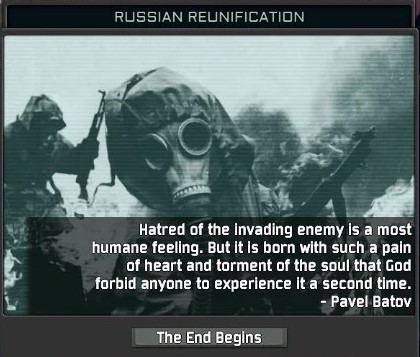 RUSSIAN REUNIFICATION
Hatred of the invading enemy is a most
humane feeling. But it is born with such a pain
of heart and torment of the soul that God
forbid anyone to experience it a second time.
- Pavel Batov
The End Begins